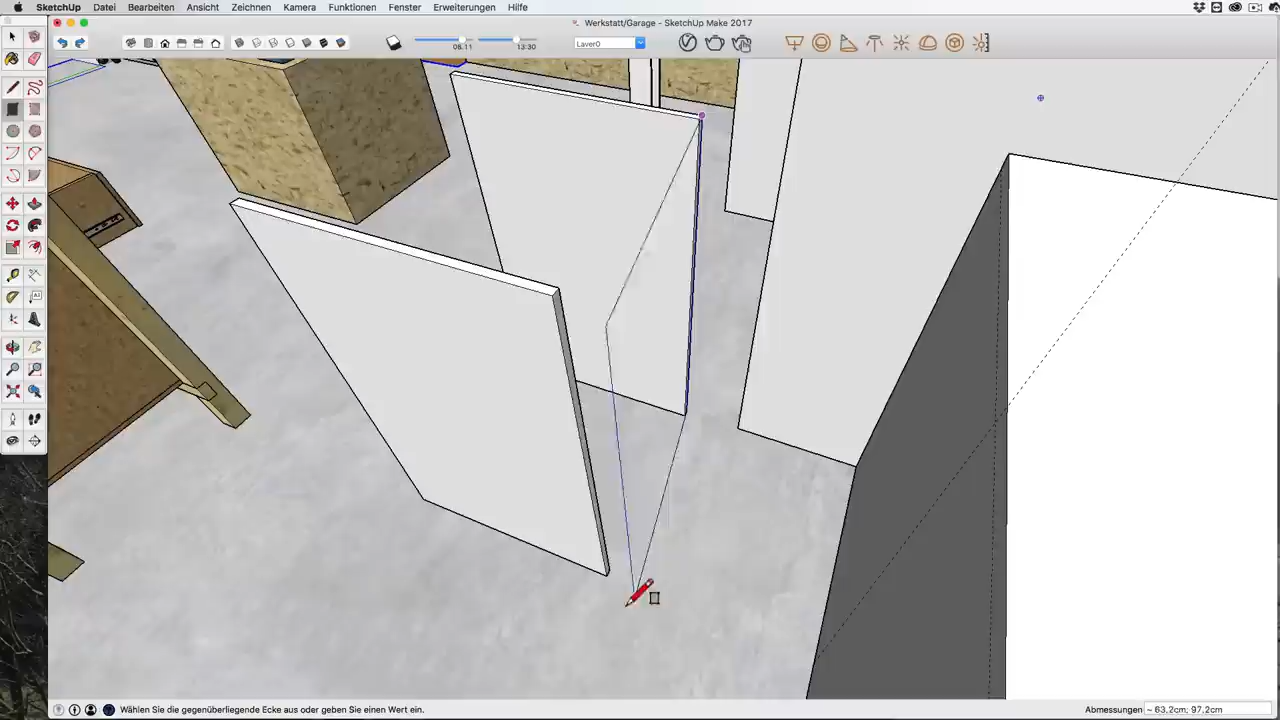 SketchUp Datei Bearbeiten Ansicht Zeichnen Kamera Funktionen Fenster Erweiterungen Hilfe
Werkstatt/Garage - SketchUp Make 2017
08.11 13:30 Layer0
Wählen Sie die gegenüberliegende Ecke aus oder geben Sie einen Wert ein. Abmessungen ~ 63,2cm; 97,2cm